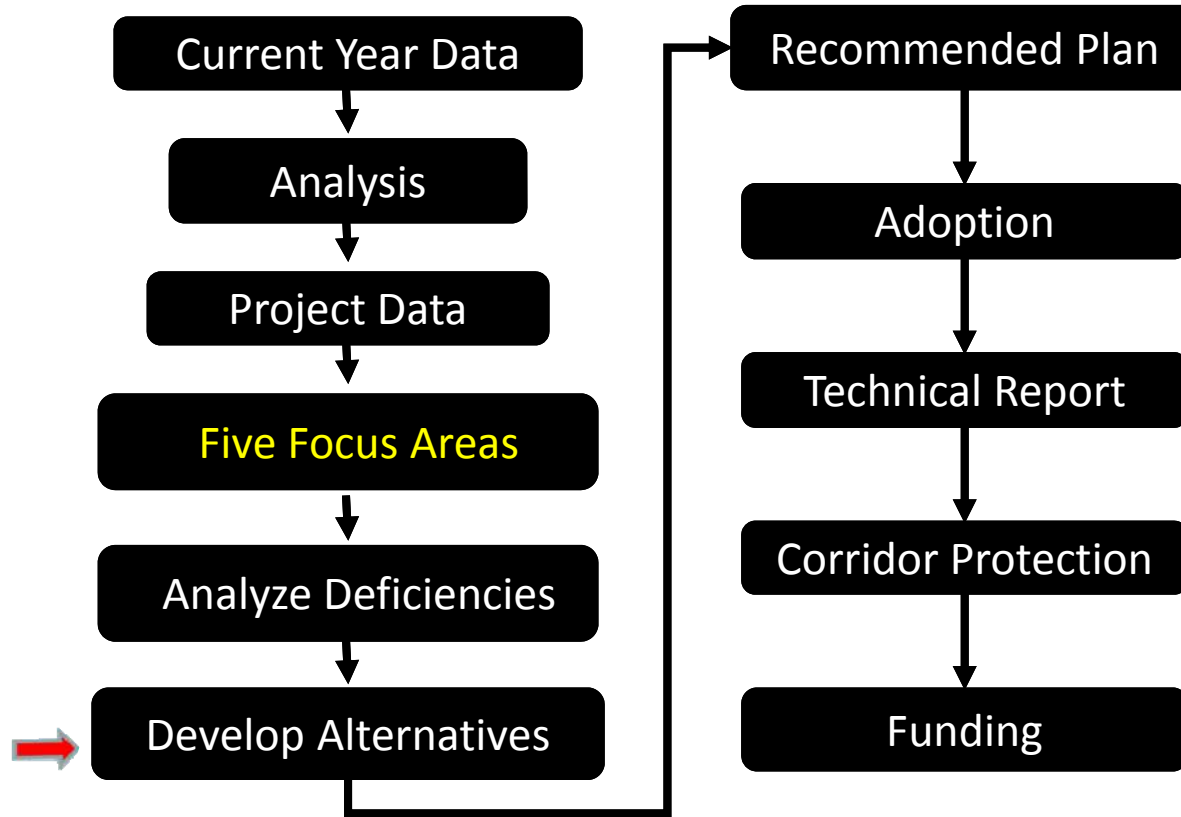 Current Year Data
Analysis
Project Data
Five Focus Areas
Analyze Deficiencies
Develop Alternatives
Recommended Plan
Adoption
Technical Report
Corridor Protection
Funding